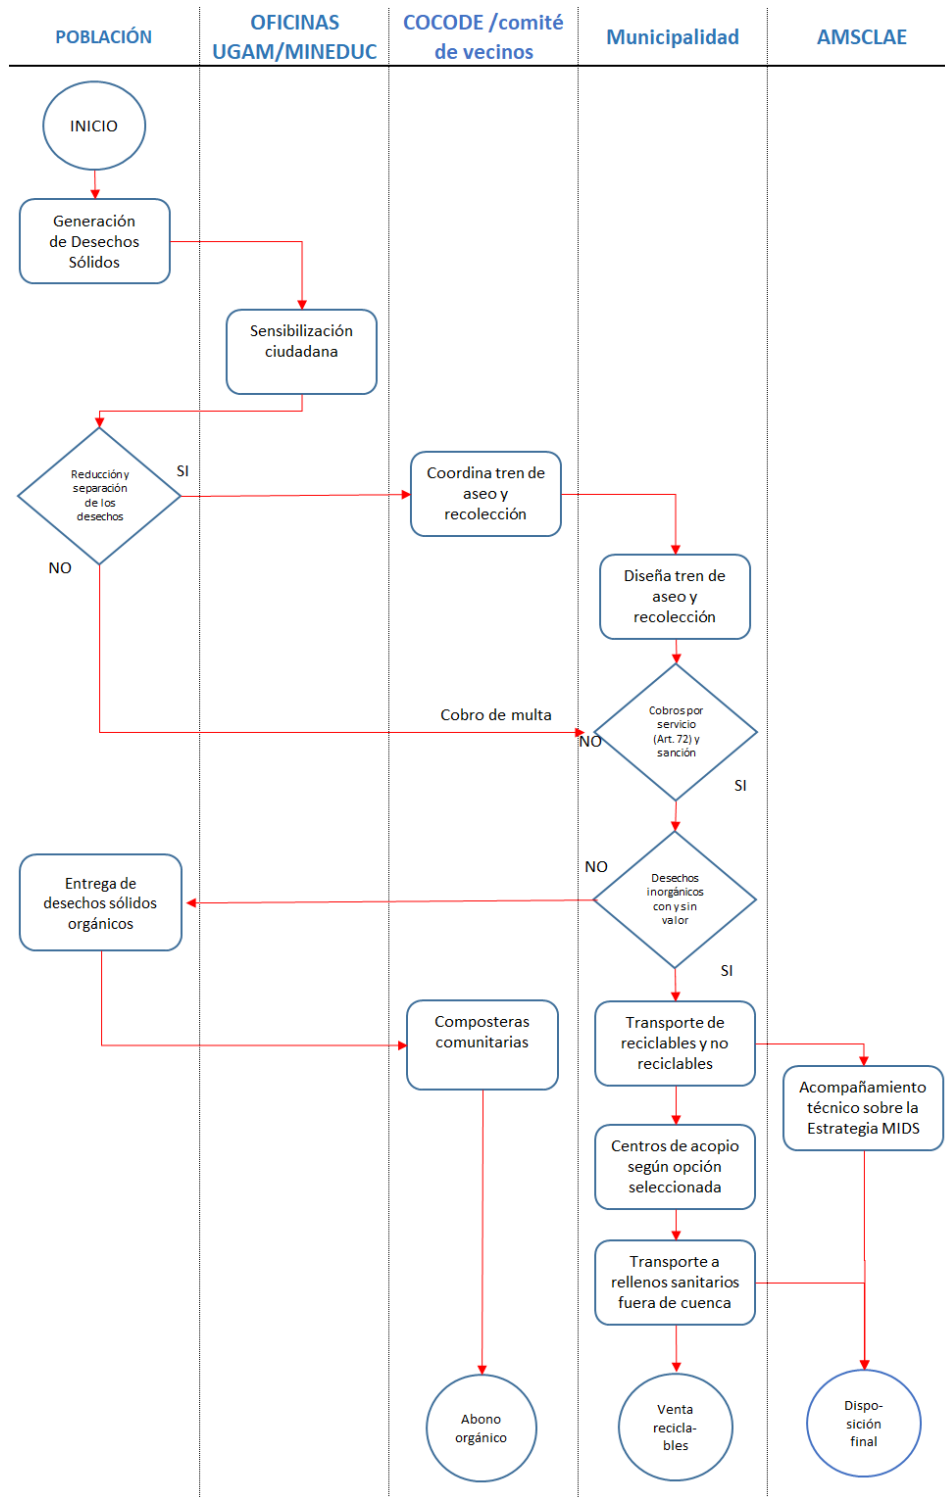 POBLACIÓN
OFICINAS
UGAM/MINEDUC
COCODE /comité
de vecinos
Municipalidad
AMSCLAE
INICIO
Generación
de Desechos
Sólidos
Sensibilización
ciudadana
Reducción y
separación
de los
desechos
SI
NO
Coordina tren de
aseo y
recolección
Diseña tren de
aseo y
recolección
Cobro de multa
NO
Cobros por
servicio
(Art. 72) y
sanción
SI
Desechos
inorgánicos
con y sin
valor
NO
SI
Entrega de
desechos sólidos
orgánicos
Composteras
comunitarias
Transporte de
reciclables y no
reciclables
Acompañamiento
técnico sobre la
Estrategia MIDS
Centros de acopio
según opción
seleccionada
Transporte a
rellenos sanitarios
fuera de cuenca
Abono
orgánico
Venta
recicla-
bles
Dispo-
sición
final